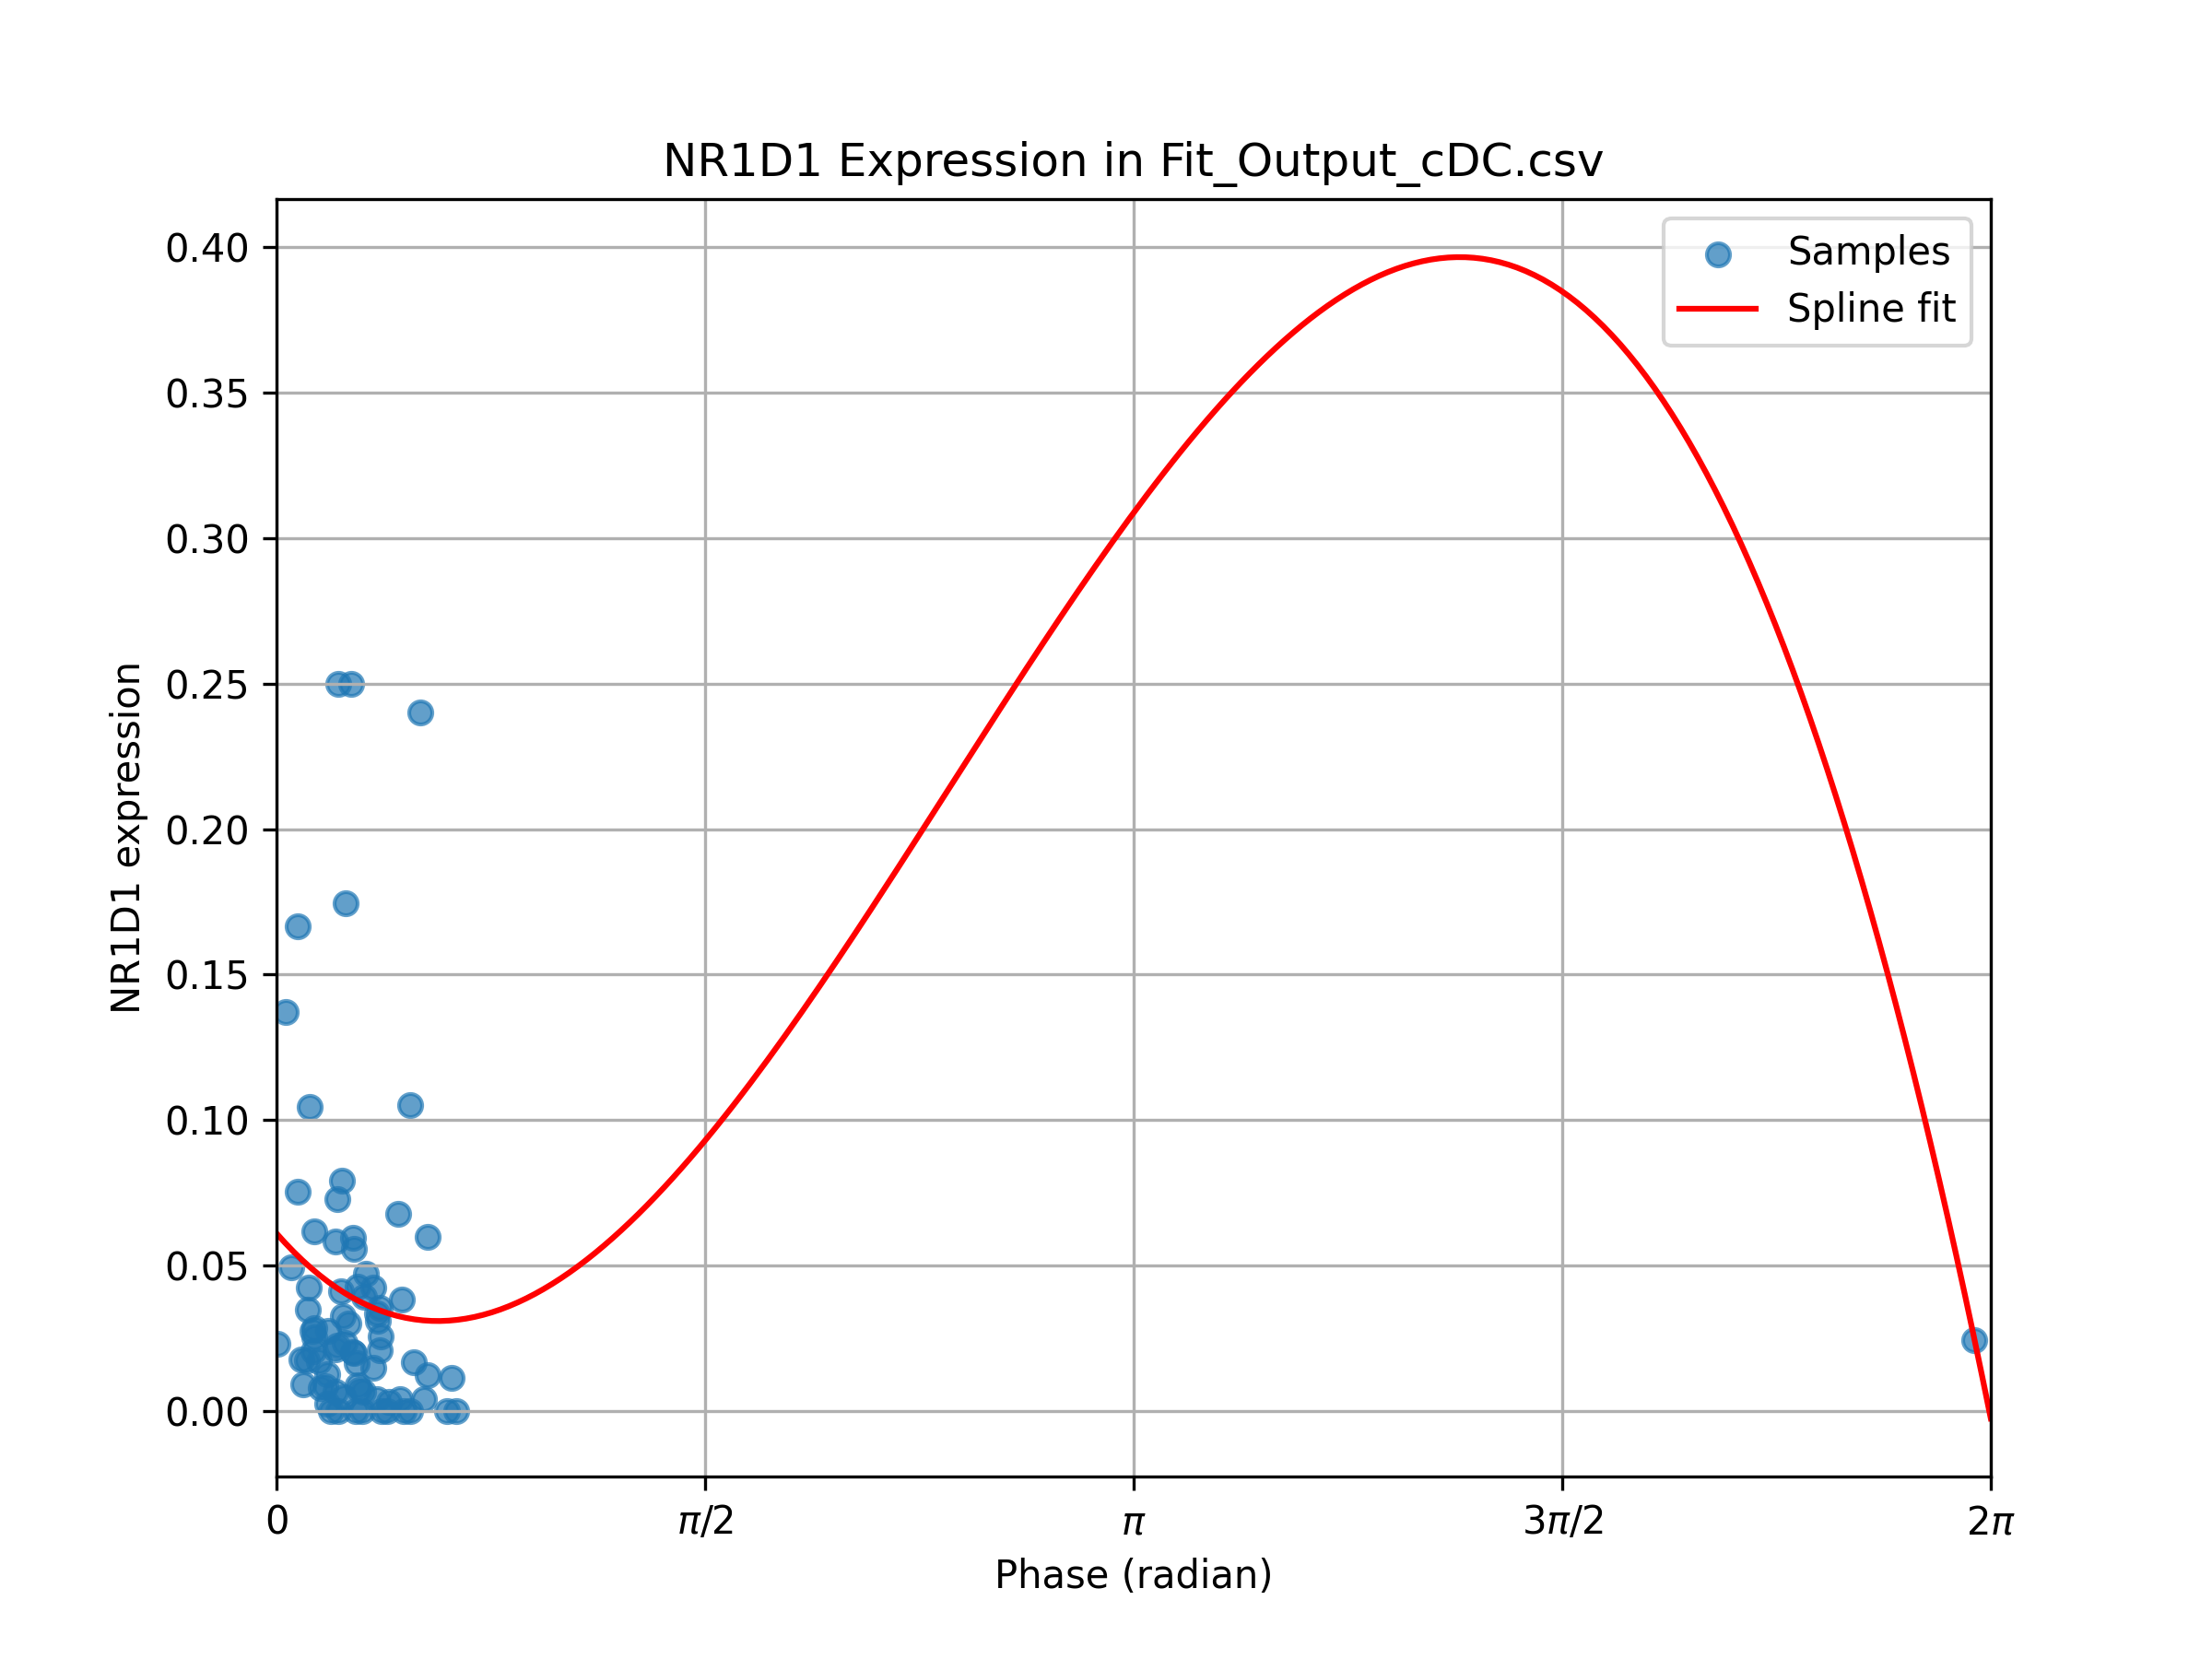 NR1D1 Expression in Fit_Output_cDC.csv
Samples
Spline fit
NR1D1 expression
0.40
0.35
0.30
0.25
0.20
0.15
0.10
0.05
0.00
0 π/2 π 3π/2 2π
Phase (radian)